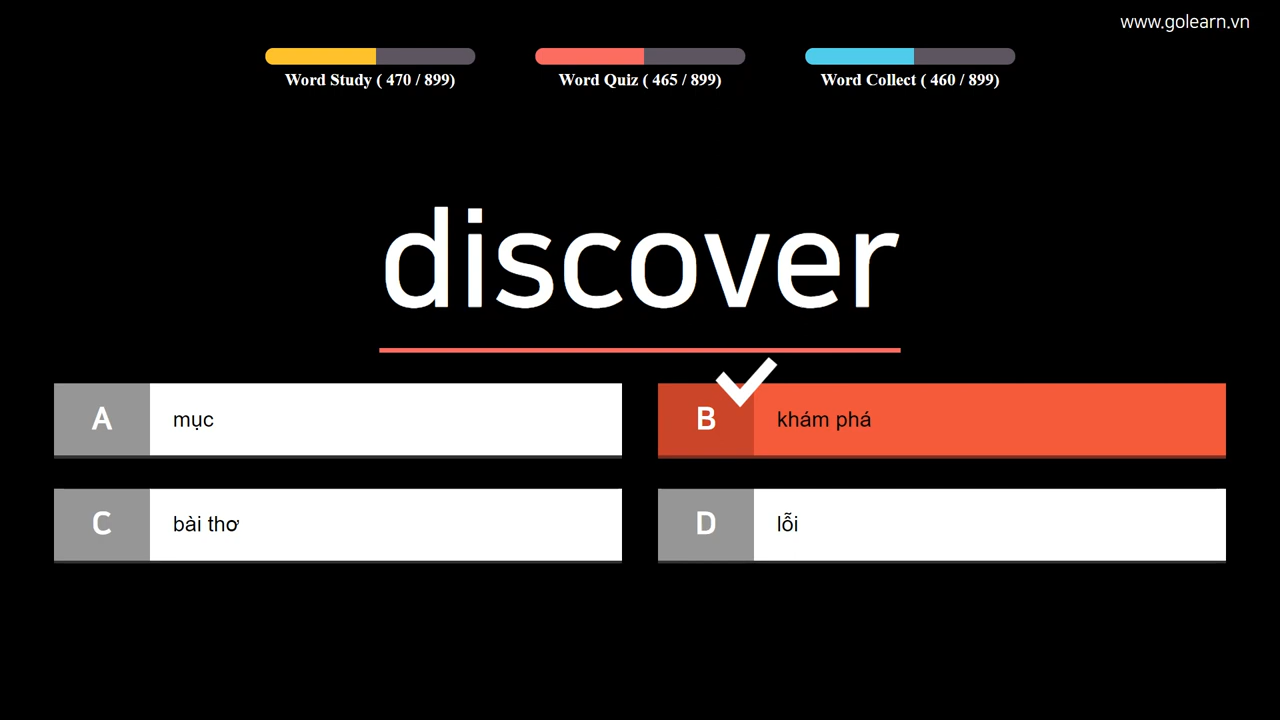 www.golearn.vn
Word Study ( 470 / 899) Word Quiz ( 465 / 899) Word Collect ( 460 / 899)
discover
A mục
B khám phá
C bài thơ
D lỗi